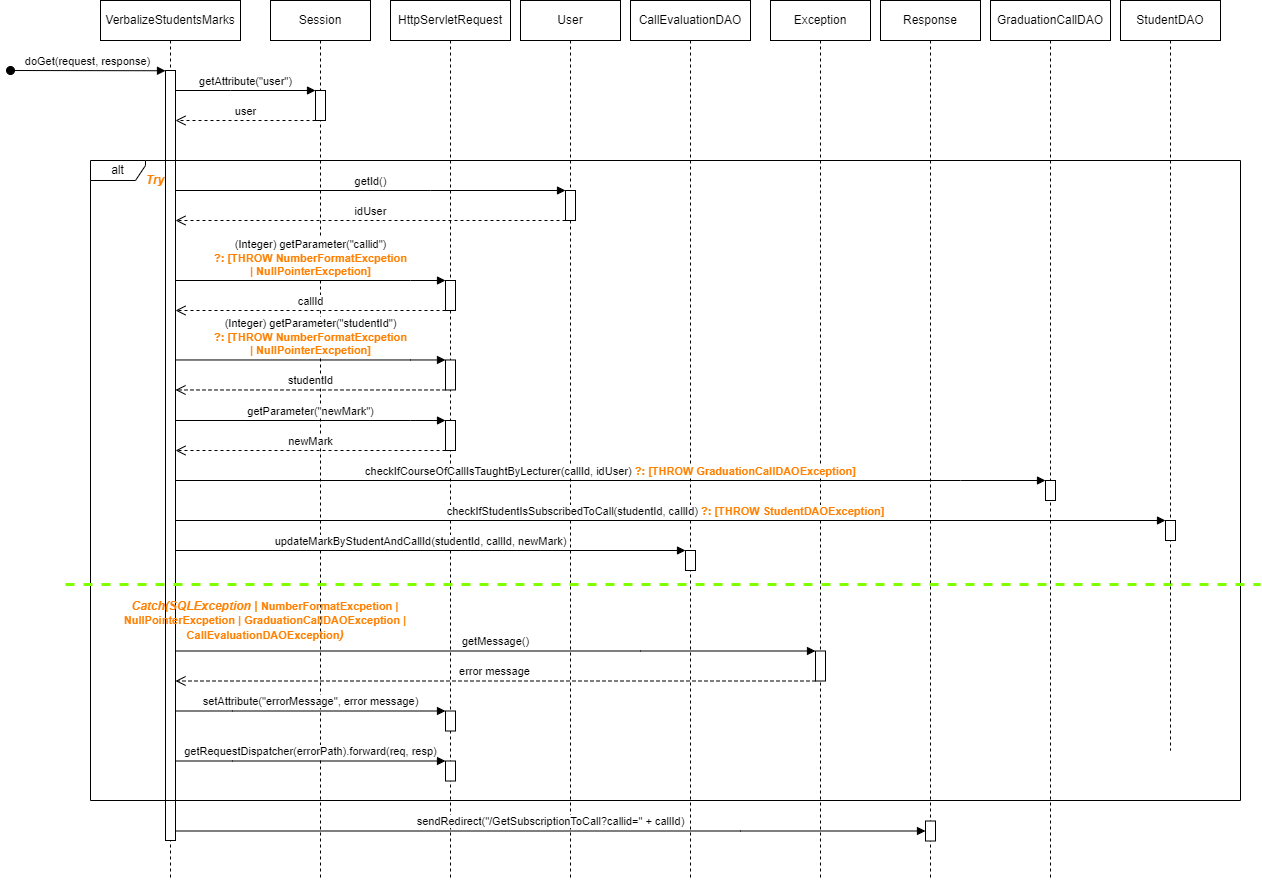 VerbalizeStudentsMarks
Session
HttpServletRequest
User
CallEvaluationDAO
Exception
Response
GraduationCallDAO
StudentDAO
doGet(request, response)
getAttribute("user")
user
alt
Try
getId()
idUser
(Integer) getParameter("callid")
?: [THROW NumberFormatExcpetion
| NullPointerExcpetion]
callId
(Integer) getParameter("studentId")
?: [THROW NumberFormatExcpetion
| NullPointerExcpetion]
studentId
getParameter("newMark")
newMark
checkIfCourseOfCallIsTaughtByLecturer(callId, idUser) ?: [THROW GraduationCallDAOException]
checkIfStudentIsSubscribedToCall(studentId, callId) ?: [THROW StudentDAOException]
updateMarkByStudentAndCallId(studentId, callId, newMark)
Catch(SQLException | NumberFormatExcpetion |
NullPointerExcpetion | GraduationCallDAOException |
CallEvaluationDAOException)
getMessage()
error message
setAttribute("errorMessage", error message)
getRequestDispatcher(errorPath).forward(req, resp)
sendRedirect("/GetSubscriptionToCall?callid=" + callId)